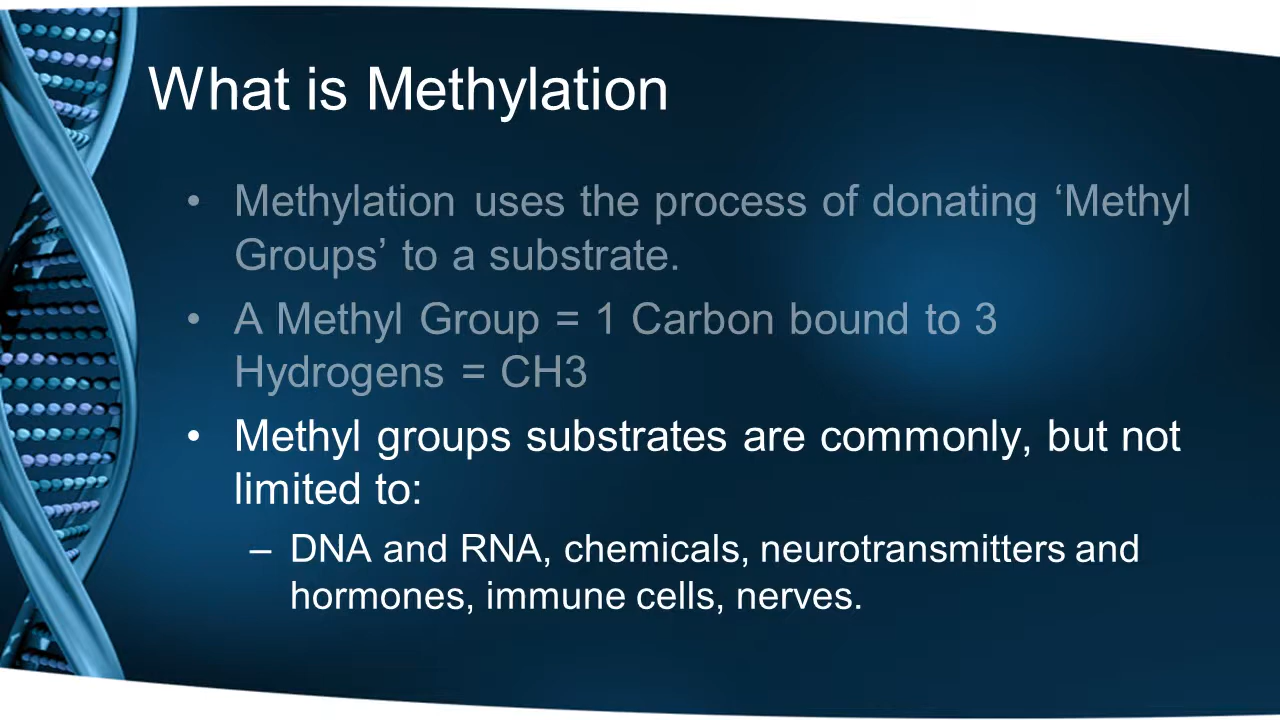 What is Methylation
• Methylation uses the process of donating ‘Methyl
Groups’ to a substrate.
• A Methyl Group = 1 Carbon bound to 3
Hydrogens = CH3
• Methyl groups substrates are commonly, but not
limited to:
– DNA and RNA, chemicals, neurotransmitters and
hormones, immune cells, nerves.